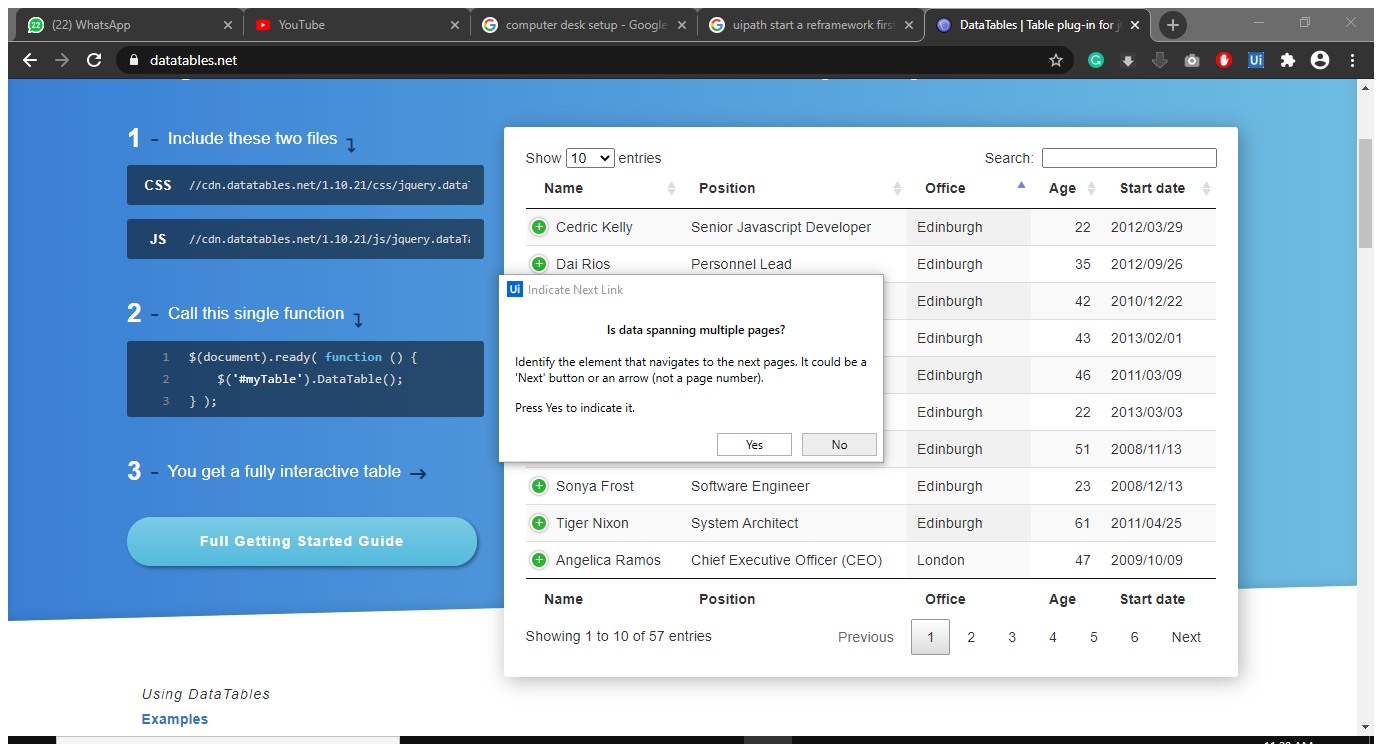 22 (22) WhatsApp
YouTube
computer desk setup - Google
uipath start a reframework firs
DataTables | Table plug-in for j
datatables.net
Ui
1 - Include these two files
CSS //cdn.datatables.net/1.10.21/css/jquery.dataT
JS //cdn.datatables.net/1.10.21/js/jquery.dataTa
2 - Call this single function
1 $(document).ready( function () {
2 $('#myTable').DataTable();
3 } );
3 - You get a fully interactive table
Full Getting Started Guide
Show 10 entries
Search:
Name Position Office Age Start date
Cedric Kelly Senior Javascript Developer Edinburgh 22 2012/03/29
Dai Rios Personnel Lead Edinburgh 35 2012/09/26
Edinburgh 42 2010/12/22
Edinburgh 43 2013/02/01
Edinburgh 46 2011/03/09
Edinburgh 22 2013/03/03
Edinburgh 51 2008/11/13
Sonya Frost Software Engineer Edinburgh 23 2008/12/13
Tiger Nixon System Architect Edinburgh 61 2011/04/25
Angelica Ramos Chief Executive Officer (CEO) London 47 2009/10/09
Name Position Office Age Start date
Showing 1 to 10 of 57 entries
Previous 1 2 3 4 5 6 Next
Ui Indicate Next Link
Is data spanning multiple pages?
Identify the element that navigates to the next pages. It could be a
'Next' button or an arrow (not a page number).
Press Yes to indicate it.
Yes No
Using DataTables
Examples